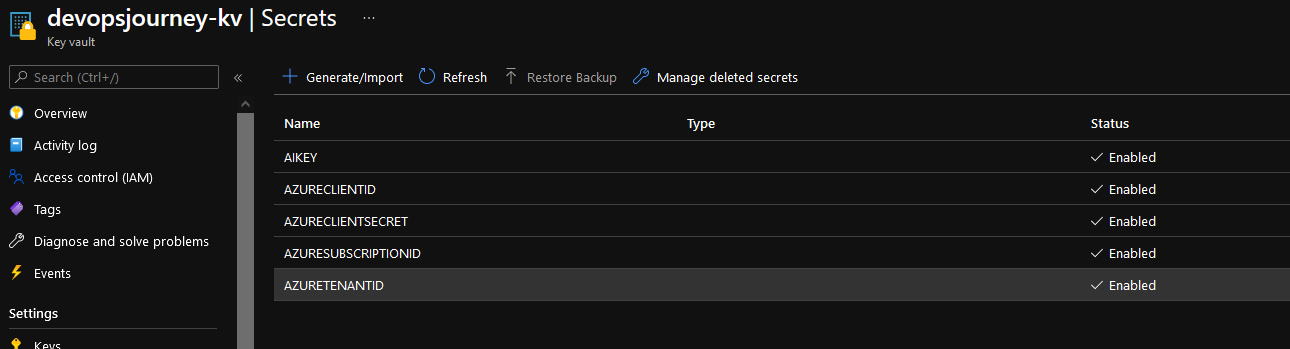 devopsjourney-kv | Secrets ...
Key vault
Search (Ctrl+/)
«
Overview
Activity log
Access control (IAM)
Tags
Diagnose and solve problems
Events
Settings
Keys
Generate/Import Refresh Restore Backup Manage deleted secrets
Name Type Status
AIKEY Enabled
AZURECLIENTID Enabled
AZURECLIENTSECRET Enabled
AZURESUBSCRIPTIONID Enabled
AZURETENANTID Enabled